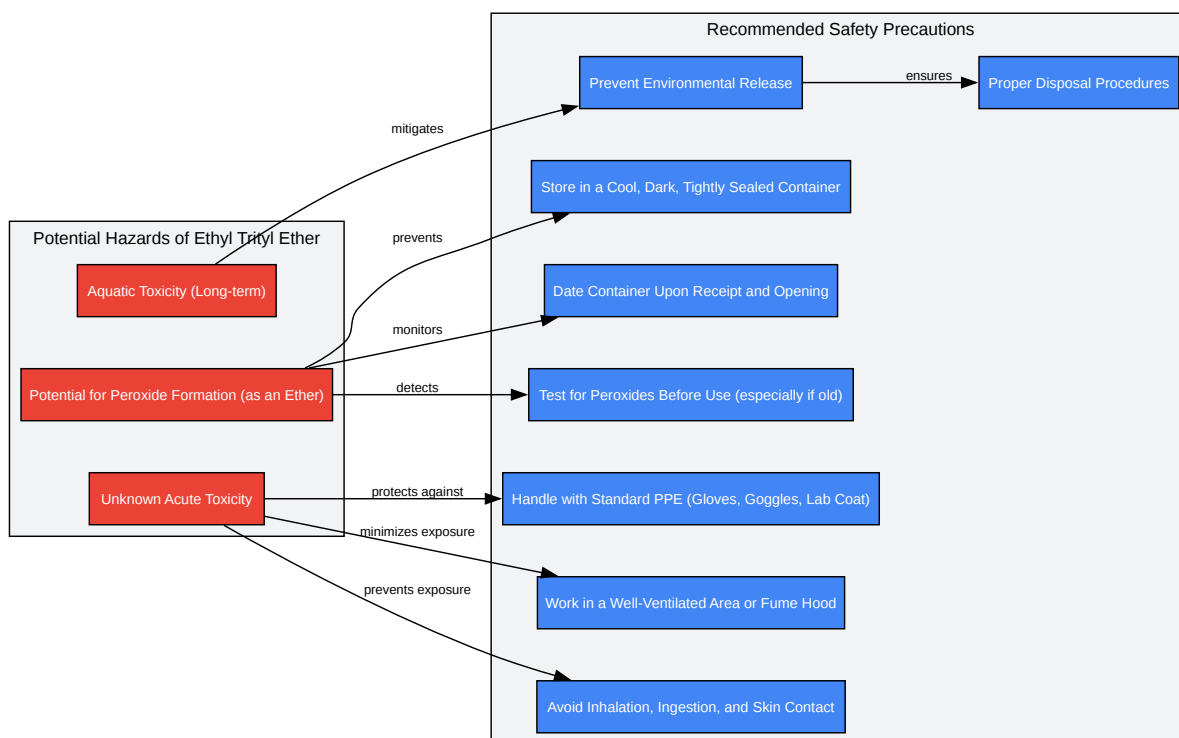 Recommended Safety Precautions
Prevent Environmental Release
ensures
Proper Disposal Procedures
mitigates
Store in a Cool, Dark, Tightly Sealed Container
Potential Hazards of Ethyl Trityl Ether
prevents
Aquatic Toxicity (Long-term)
Date Container Upon Receipt and Opening
monitors
Potential for Peroxide Formation (as an Ether)
detects
Test for Peroxides Before Use (especially if old)
Unknown Acute Toxicity
protects against
Handle with Standard PPE (Gloves, Goggles, Lab Coat)
minimizes exposure
prevents exposure
Work in a Well-Ventilated Area or Fume Hood
Avoid Inhalation, Ingestion, and Skin Contact